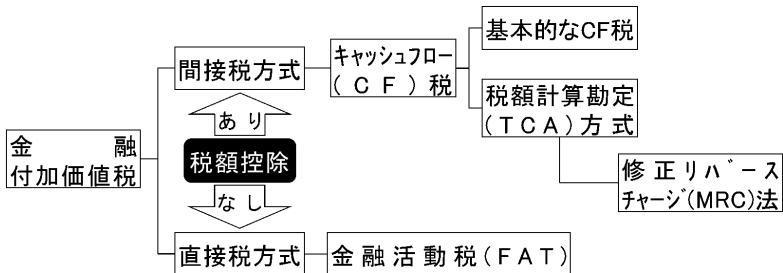 基本的なCF税
間接税方式
キャッシュフロー
(CF)税
あり
税額計算勘定
(TCA)方式
金融
付加価値税
税額控除
修正リバース
チャージ(MRC)法
なし
直接税方式
金融活動税(FAT)